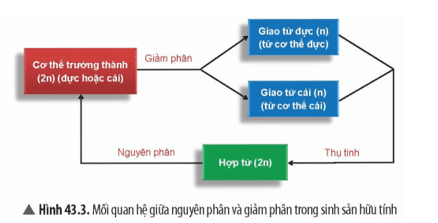 Cơ thể trưởng thành
(2n) (đực hoặc cái)
Giảm phân
Giao tử đực (n)
(từ cơ thể đực)
Giao tử cái (n)
(từ cơ thể cái)
Nguyên phân
Hợp tử (2n)
Thụ tinh
▲ Hình 43.3. Mối quan hệ giữa nguyên phân và giảm phân trong sinh sản hữu tính